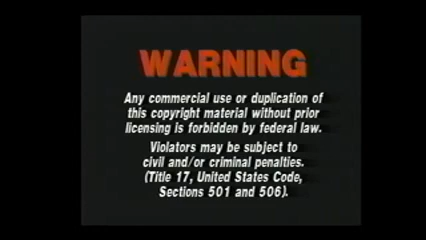 WARNING
Any commercial use or duplication of
this copyright material without prior
licensing is forbidden by federal law.
Violators may be subject to
civil and/or criminal penalties.
(Title 17, United States Code,
Sections 501 and 506).